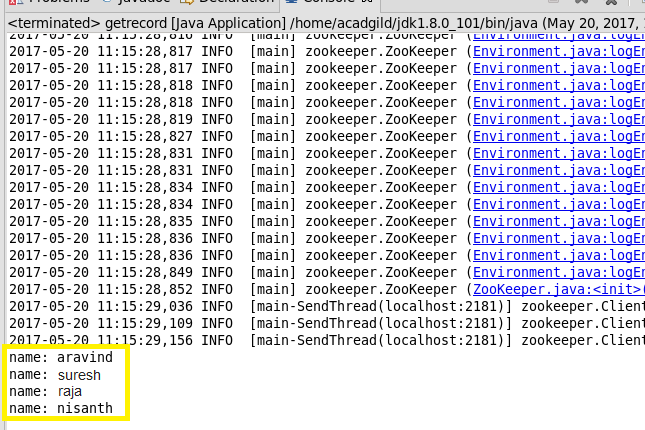 Problems @ Javadoc Declaration Console
<terminated> getrecord [Java Application] /home/acadgild/jdk1.8.0_101/bin/java (May 20, 2017,
2017-05-20 11:15:28,816 INFO [main] zookeeper.ZooKeeper (Environment.java:logEn
2017-05-20 11:15:28,817 INFO [main] zookeeper.ZooKeeper (Environment.java:logEn
2017-05-20 11:15:28,817 INFO [main] zookeeper.ZooKeeper (Environment.java:logEn
2017-05-20 11:15:28,818 INFO [main] zookeeper.ZooKeeper (Environment.java:logEn
2017-05-20 11:15:28,818 INFO [main] zookeeper.ZooKeeper (Environment.java:logEn
2017-05-20 11:15:28,819 INFO [main] zookeeper.ZooKeeper (Environment.java:logEn
2017-05-20 11:15:28,827 INFO [main] zookeeper.ZooKeeper (Environment.java:logEn
2017-05-20 11:15:28,831 INFO [main] zookeeper.ZooKeeper (Environment.java:logEn
2017-05-20 11:15:28,831 INFO [main] zookeeper.ZooKeeper (Environment.java:logEn
2017-05-20 11:15:28,834 INFO [main] zookeeper.ZooKeeper (Environment.java:logEn
2017-05-20 11:15:28,834 INFO [main] zookeeper.ZooKeeper (Environment.java:logEn
2017-05-20 11:15:28,835 INFO [main] zookeeper.ZooKeeper (Environment.java:logEn
2017-05-20 11:15:28,836 INFO [main] zookeeper.ZooKeeper (Environment.java:logEn
2017-05-20 11:15:28,836 INFO [main] zookeeper.ZooKeeper (Environment.java:logEn
2017-05-20 11:15:28,849 INFO [main] zookeeper.ZooKeeper (Environment.java:logEn
2017-05-20 11:15:28,852 INFO [main] zookeeper.ZooKeeper (ZooKeeper.java:<init>(
2017-05-20 11:15:29,036 INFO [main-SendThread(localhost:2181)] zookeeper.Client
2017-05-20 11:15:29,109 INFO [main-SendThread(localhost:2181)] zookeeper.Client
2017-05-20 11:15:29,156 INFO [main-SendThread(localhost:2181)] zookeeper.Client
name: aravind
name: suresh
name: raja
name: nisanth